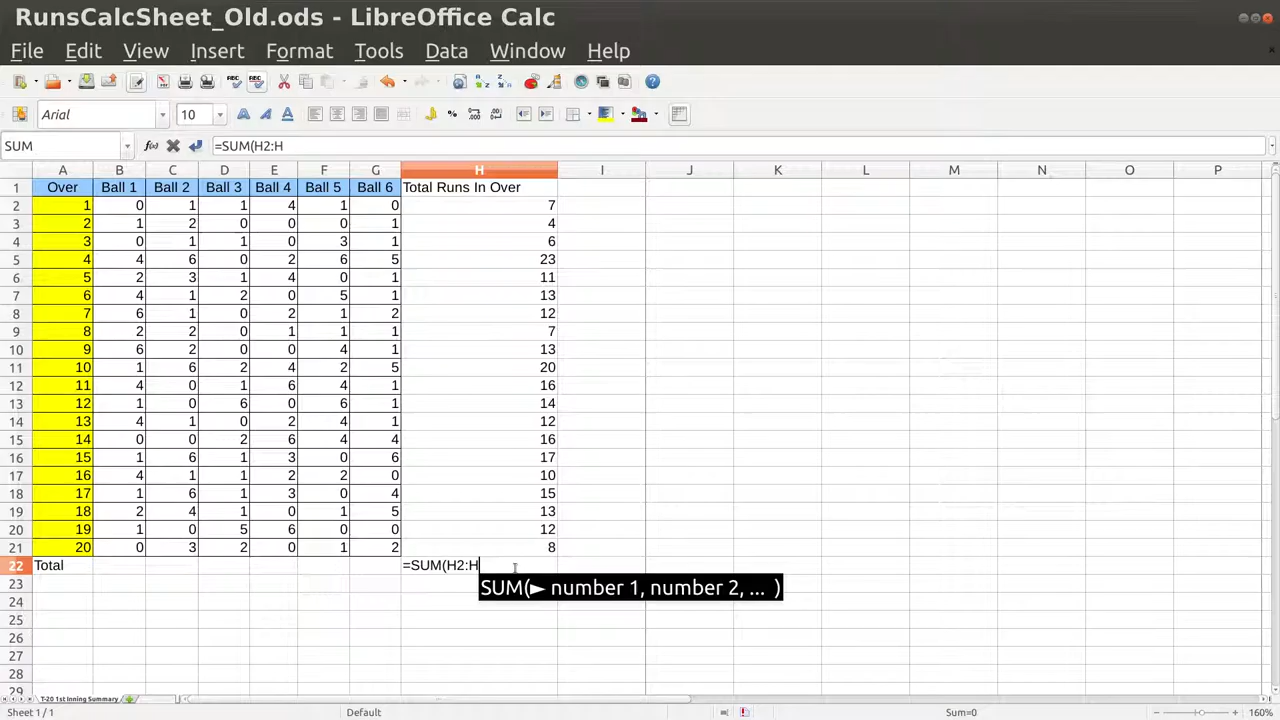 RunsCalcSheet_Old.ods - LibreOffice Calc
File Edit View Insert Format Tools Data Window Help
Arial 10
SUM =SUM(H2:H
A B C D E F G H I J K L M N O P
1 Over Ball 1 Ball 2 Ball 3 Ball 4 Ball 5 Ball 6 Total Runs In Over
2 1 0 1 1 4 1 0 7
3 2 1 2 0 0 0 1 4
4 3 0 1 1 0 3 1 6
5 4 4 6 0 2 6 5 23
6 5 2 3 1 4 0 1 11
7 6 4 1 2 0 5 1 13
8 7 6 1 0 2 1 2 12
9 8 2 2 0 1 1 1 7
10 9 6 2 0 0 4 1 13
11 10 1 6 2 4 2 5 20
12 11 4 0 1 6 4 1 16
13 12 1 0 6 0 6 1 14
14 13 4 1 0 2 4 1 12
15 14 0 0 2 6 4 4 16
16 15 1 6 1 3 0 6 17
17 16 4 1 1 2 2 0 10
18 17 1 6 1 3 0 4 15
19 18 2 4 1 0 1 5 13
20 19 1 0 5 6 0 0 12
21 20 0 3 2 0 1 2 8
22 Total =SUM(H2:H
23 SUM(► number 1, number 2, ... )
24
25
26
27
28
29
T-20 1st Inning Summary
Sheet 1 / 1 Default Sum=0 160%